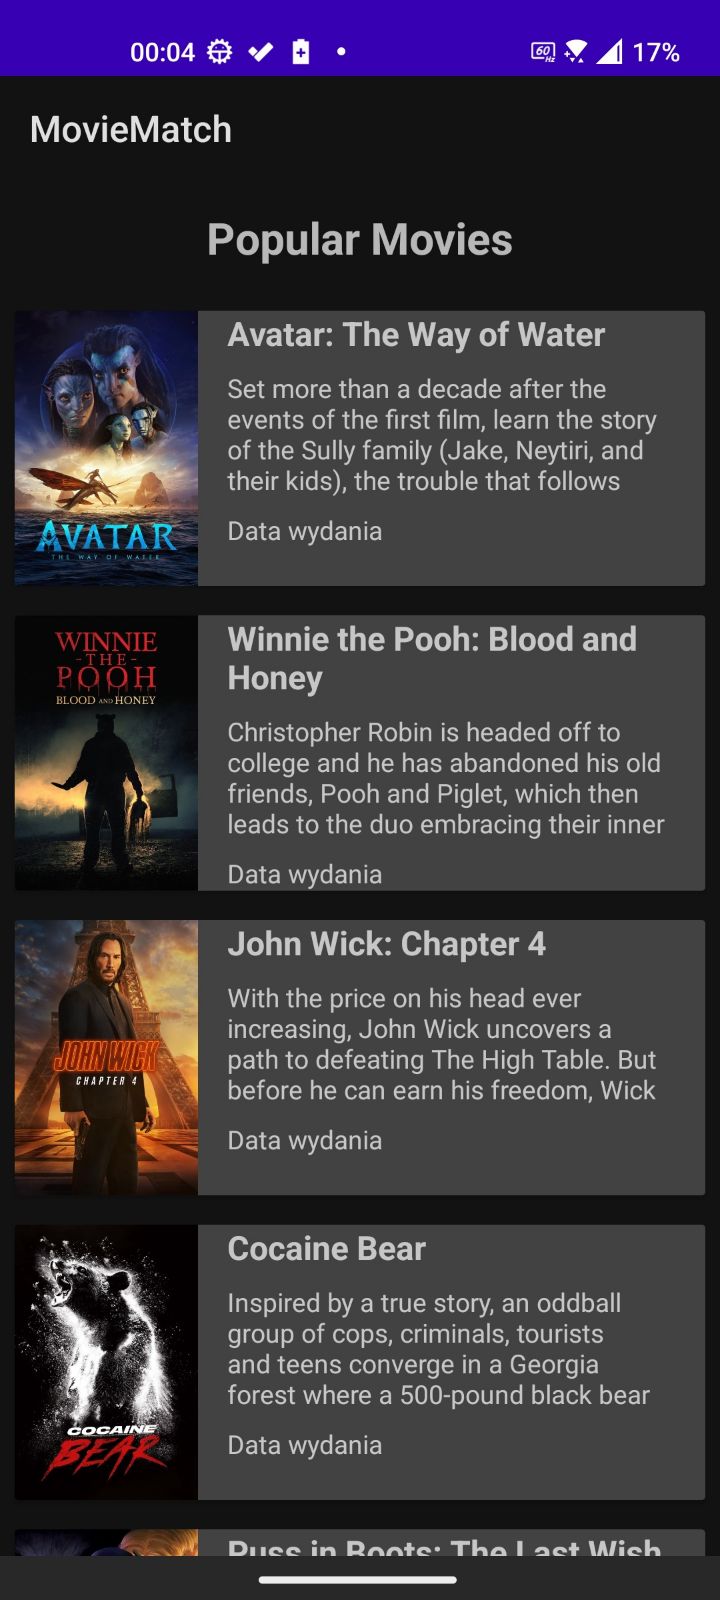 00:04
60Hz
17%
MovieMatch
Popular Movies
AVATAR
THE WAY OF WATER
Avatar: The Way of Water
Set more than a decade after the
events of the first film, learn the story
of the Sully family (Jake, Neytiri, and
their kids), the trouble that follows
Data wydania
WINNIE
-THE-
POOH
BLOOD AND HONEY
Winnie the Pooh: Blood and
Honey
Christopher Robin is headed off to
college and he has abandoned his old
friends, Pooh and Piglet, which then
leads to the duo embracing their inner
Data wydania
JOHN WICK
CHAPTER 4
John Wick: Chapter 4
With the price on his head ever
increasing, John Wick uncovers a
path to defeating The High Table. But
before he can earn his freedom, Wick
Data wydania
COCAINE
BEAR
Cocaine Bear
Inspired by a true story, an oddball
group of cops, criminals, tourists
and teens converge in a Georgia
forest where a 500-pound black bear
Data wydania
Puss in Boots: The Last Wish